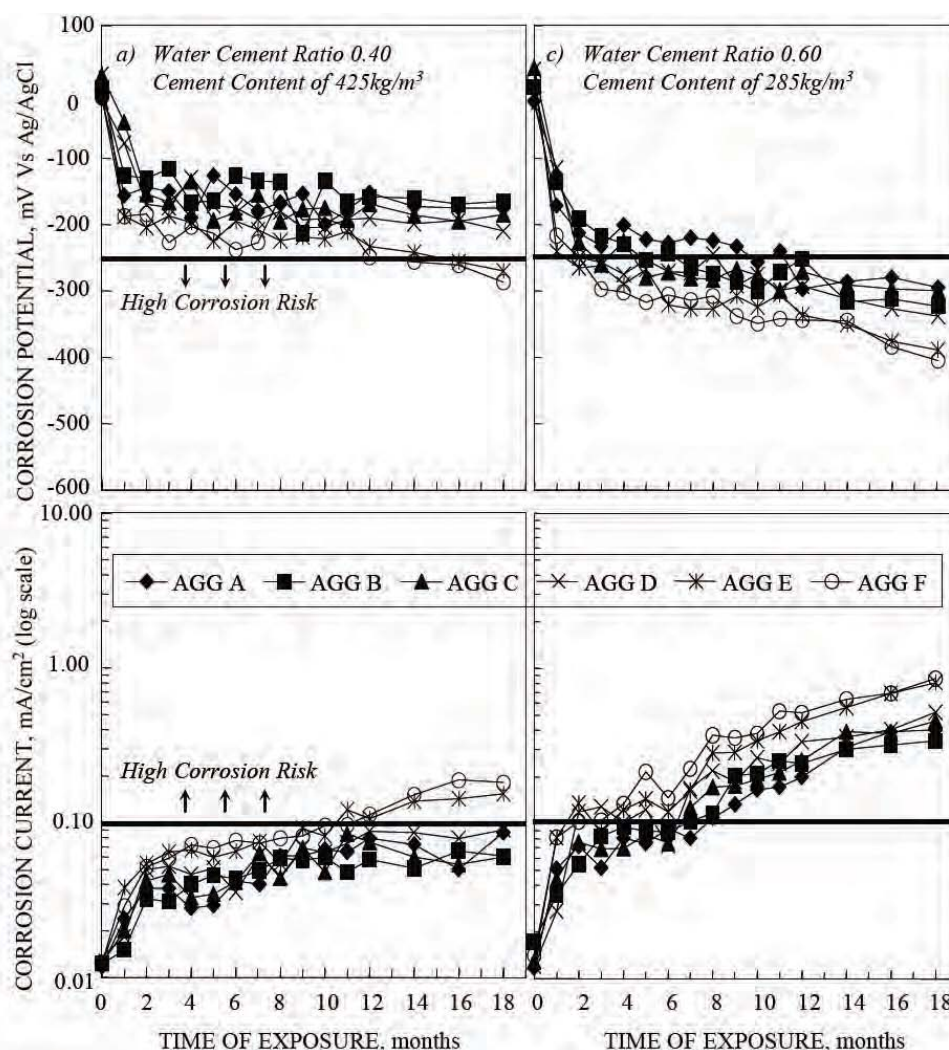 100
0
-100
-200
-300
-400
-500
-600
CORROSION POTENTIAL, mV Vs Ag/AgCl
a) Water Cement Ratio 0.40
Cement Content of 425kg/m³
High Corrosion Risk
c) Water Cement Ratio 0.60
Cement Content of 285kg/m³
10.00
1.00
0.10
0.01
CORROSION CURRENT, mA/cm² (log scale)
AGG A AGG B AGG C AGG D AGG E AGG F
High Corrosion Risk
0 2 4 6 8 10 12 14 16 18
0 2 4 6 8 10 12 14 16 18
TIME OF EXPOSURE, months
TIME OF EXPOSURE, months